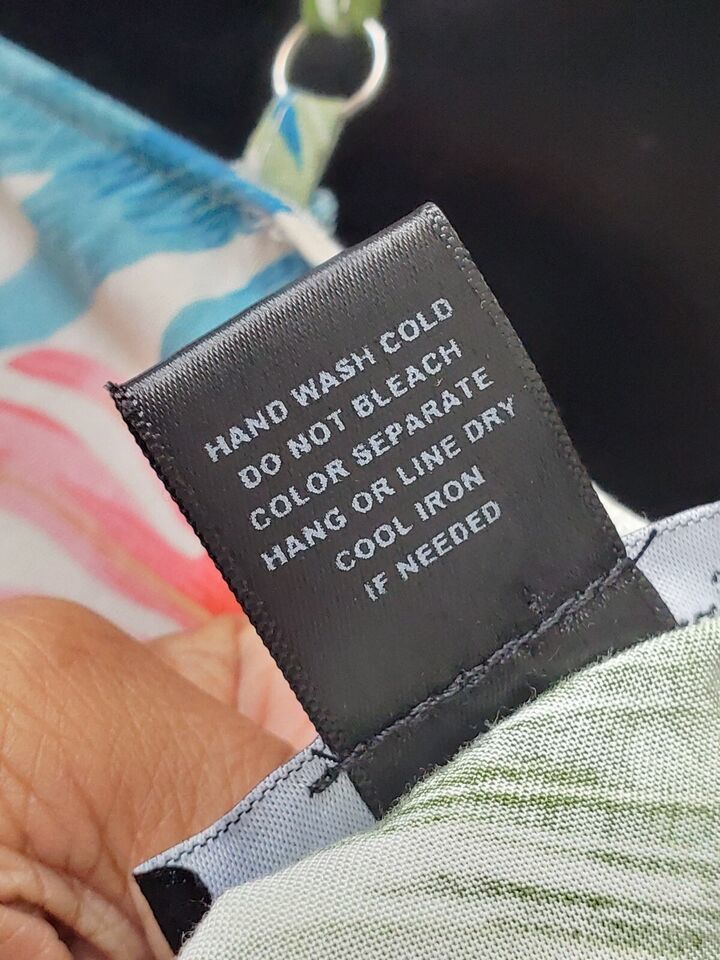 HAND WASH COLD
DO NOT BLEACH
COLOR SEPARATE
HANG OR LINE DRY
COOL IRON
IF NEEDED